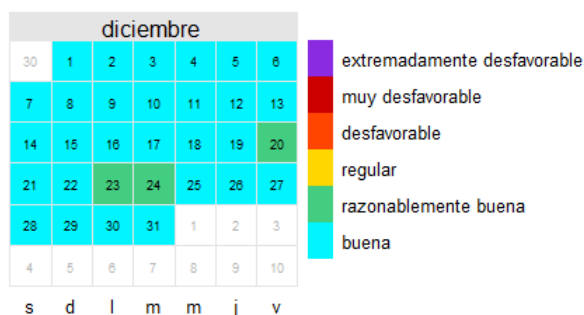 diciembre
30 1 2 3 4 5 6
7 8 9 10 11 12 13
14 15 16 17 18 19 20
21 22 23 24 25 26 27
28 29 30 31 1 2 3
4 5 6 7 8 9 10
s d l m m j v
extremadamente desfavorable
muy desfavorable
desfavorable
regular
razonablemente buena
buena